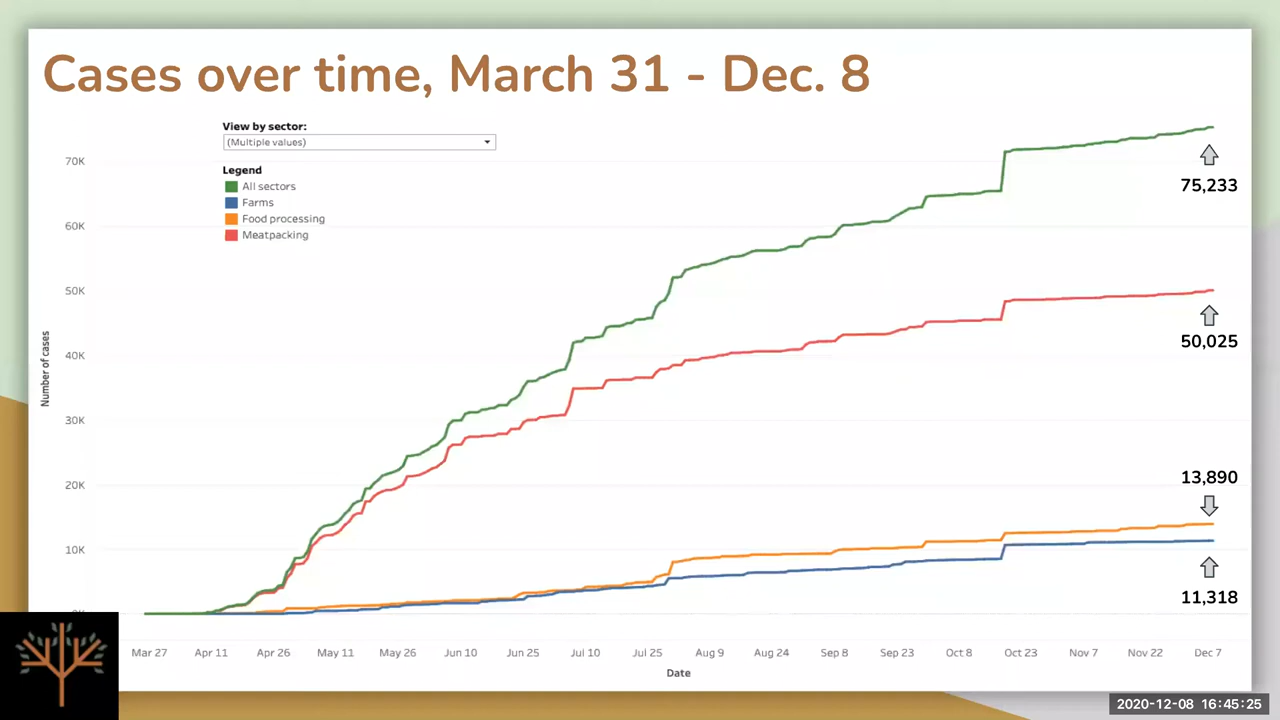 Cases over time, March 31 - Dec. 8
View by sector:
(Multiple values)
Legend
All sectors
Farms
Food processing
Meatpacking
70K
60K
50K
40K
30K
20K
10K
0K
Number of cases
75,233
50,025
13,890
11,318
Mar 27 Apr 11 Apr 26 May 11 May 26 Jun 10 Jun 25 Jul 10 Jul 25 Aug 9 Aug 24 Sep 8 Sep 23 Oct 8 Oct 23 Nov 7 Nov 22 Dec 7
Date
2020-12-08 16:45:25